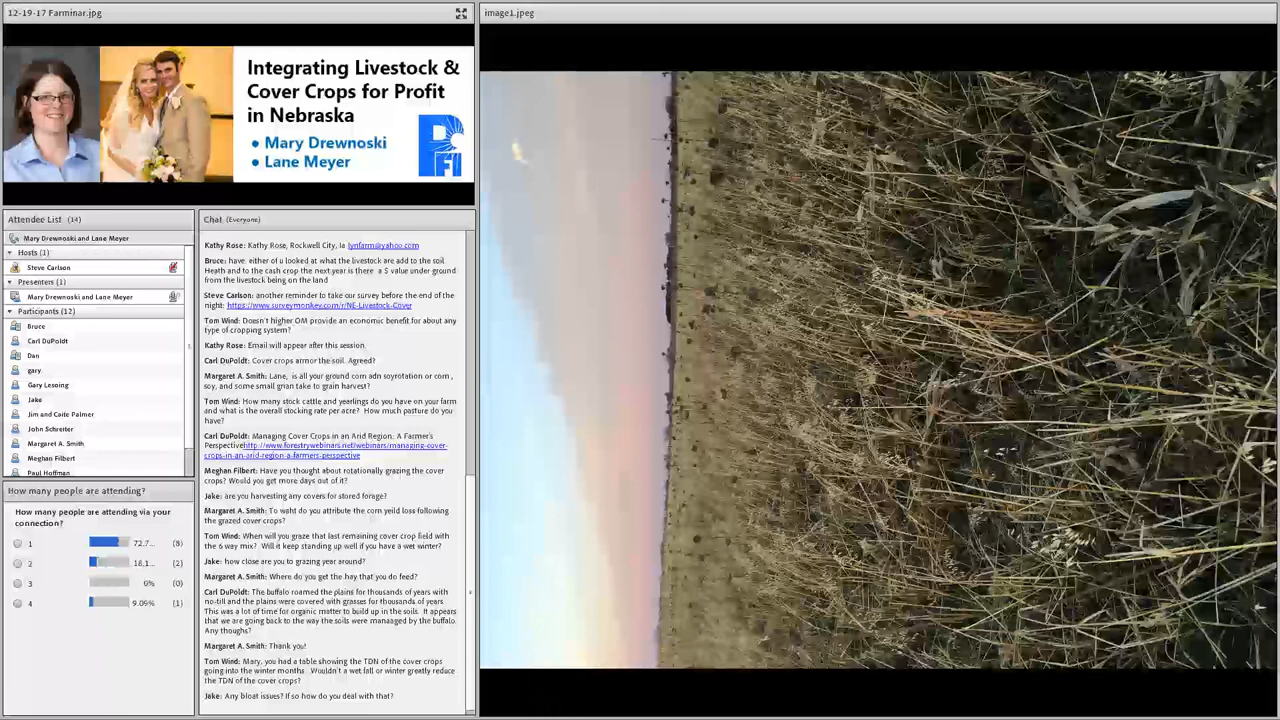 12-19-17 Farminar.jpg
Integrating Livestock &
Cover Crops for Profit
in Nebraska
• Mary Drewnoski
• Lane Meyer
PFI
Attendee List (14)
Mary Drewnoski and Lane Meyer
Hosts (1)
Steve Carlson
Presenters (1)
Mary Drewnoski and Lane Meyer
Participants (12)
Bruce
Carl DuPoldt
Dan
gary
Gary Lesoing
Jake
Jim and Caite Palmer
John Schreiter
Margaret A. Smith
Meghan Filbert
Paul Hoffman
How many people are attending?
How many people are attending via your
connection?
1 72.7... (8)
2 18.1... (2)
3 0% (0)
4 9.09% (1)
Chat (Everyone)
Kathy Rose: Kathy Rose, Rockwell City, Ia lynfarm@yahoo.com
Bruce: have either of u looked at what the livestock are add to the soil
Heath and to the cash crop the next year is there a $ value under ground
from the livestock being on the land
Steve Carlson: another reminder to take our survey before the end of the
night: https://www.surveymonkey.com/r/NE-Livestock-Cover
Tom Wind: Doesn't higher OM provide an economic benefit for about any
type of cropping system?
Kathy Rose: Email will appear after this session.
Carl DuPoldt: Cover crops armor the soil. Agreed?
Margaret A. Smith: Lane, is all your ground corn adn soyrotation or corn ,
soy, and some small grian take to grain harvest?
Tom Wind: How many stock cattle and yearlings do you have on your farm
and what is the overall stocking rate per acre? How much pasture do you
have?
Carl DuPoldt: Managing Cover Crops in an Arid Region: A Farmer's
Perspectivehttp://www.forestrywebinars.net/webinars/managing-cover-
crops-in-an-arid-region-a-farmers-perspective
Meghan Filbert: Have you thought about rotationally grazing the cover
crops? Would you get more days out of it?
Jake: are you harvesting any covers for stored forage?
Margaret A. Smith: To waht do you attribute the corn yeild loss following
the grazed cover crops?
Tom Wind: When will you graze that last remaining cover crop field with
the 6 way mix? Will it keep standing up well if you have a wet winter?
Jake: how close are you to grazing year around?
Margaret A. Smith: Where do you get the hay that you do feed?
Carl DuPoldt: The buffalo roamed the plains for thousands of years with
no-till and the plains were covered with grasses for thousands of years
This was a lot of time for organic matter to build up in the soils. It appears
that we are going back to the way the soils were manaaged by the buffalo.
Any thoughs?
Margaret A. Smith: Thank you!
Tom Wind: Mary, you had a table showing the TDN of the cover crops
going into the winter months. Wouldn't a wet fall or winter greatly reduce
the TDN of the cover crops?
Jake: Any bloat issues? If so how do you deal with that?
image1.jpeg